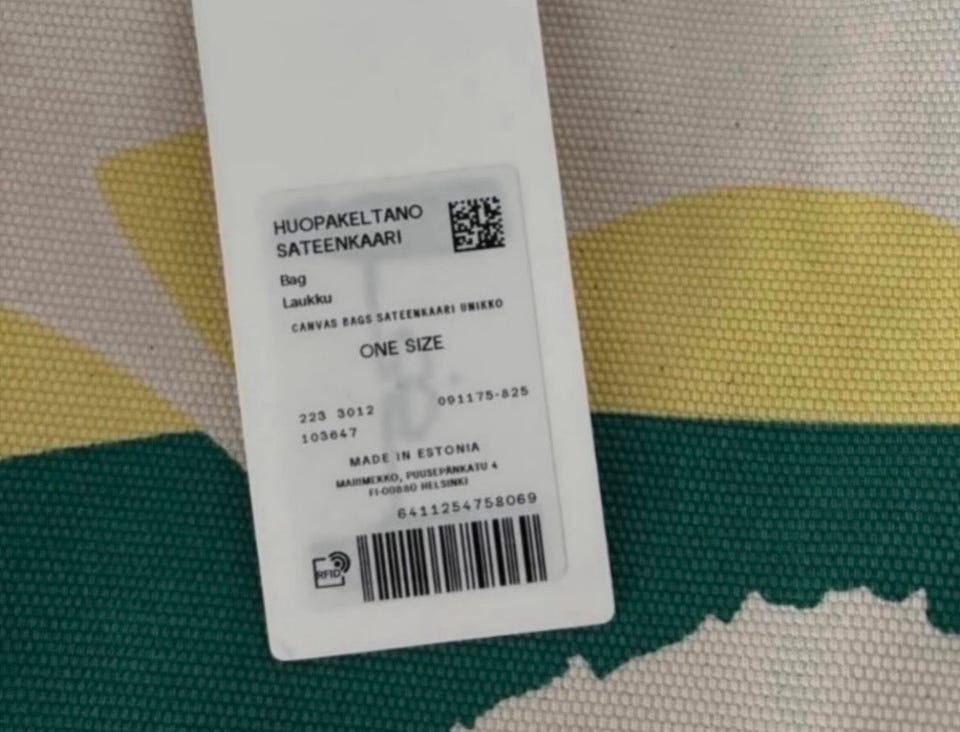 HUOPAKELTANO
SATEENKAARI
Bag
Laukku
CANVAS BAGS SATEENKAARI UNIKKO
ONE SIZE
223 3012 091175-825
103647
MADE IN ESTONIA
MARIMEKKO, PUUSEPÄNKATU 4
FI-00880 HELSINKI
6411254758069
RFID